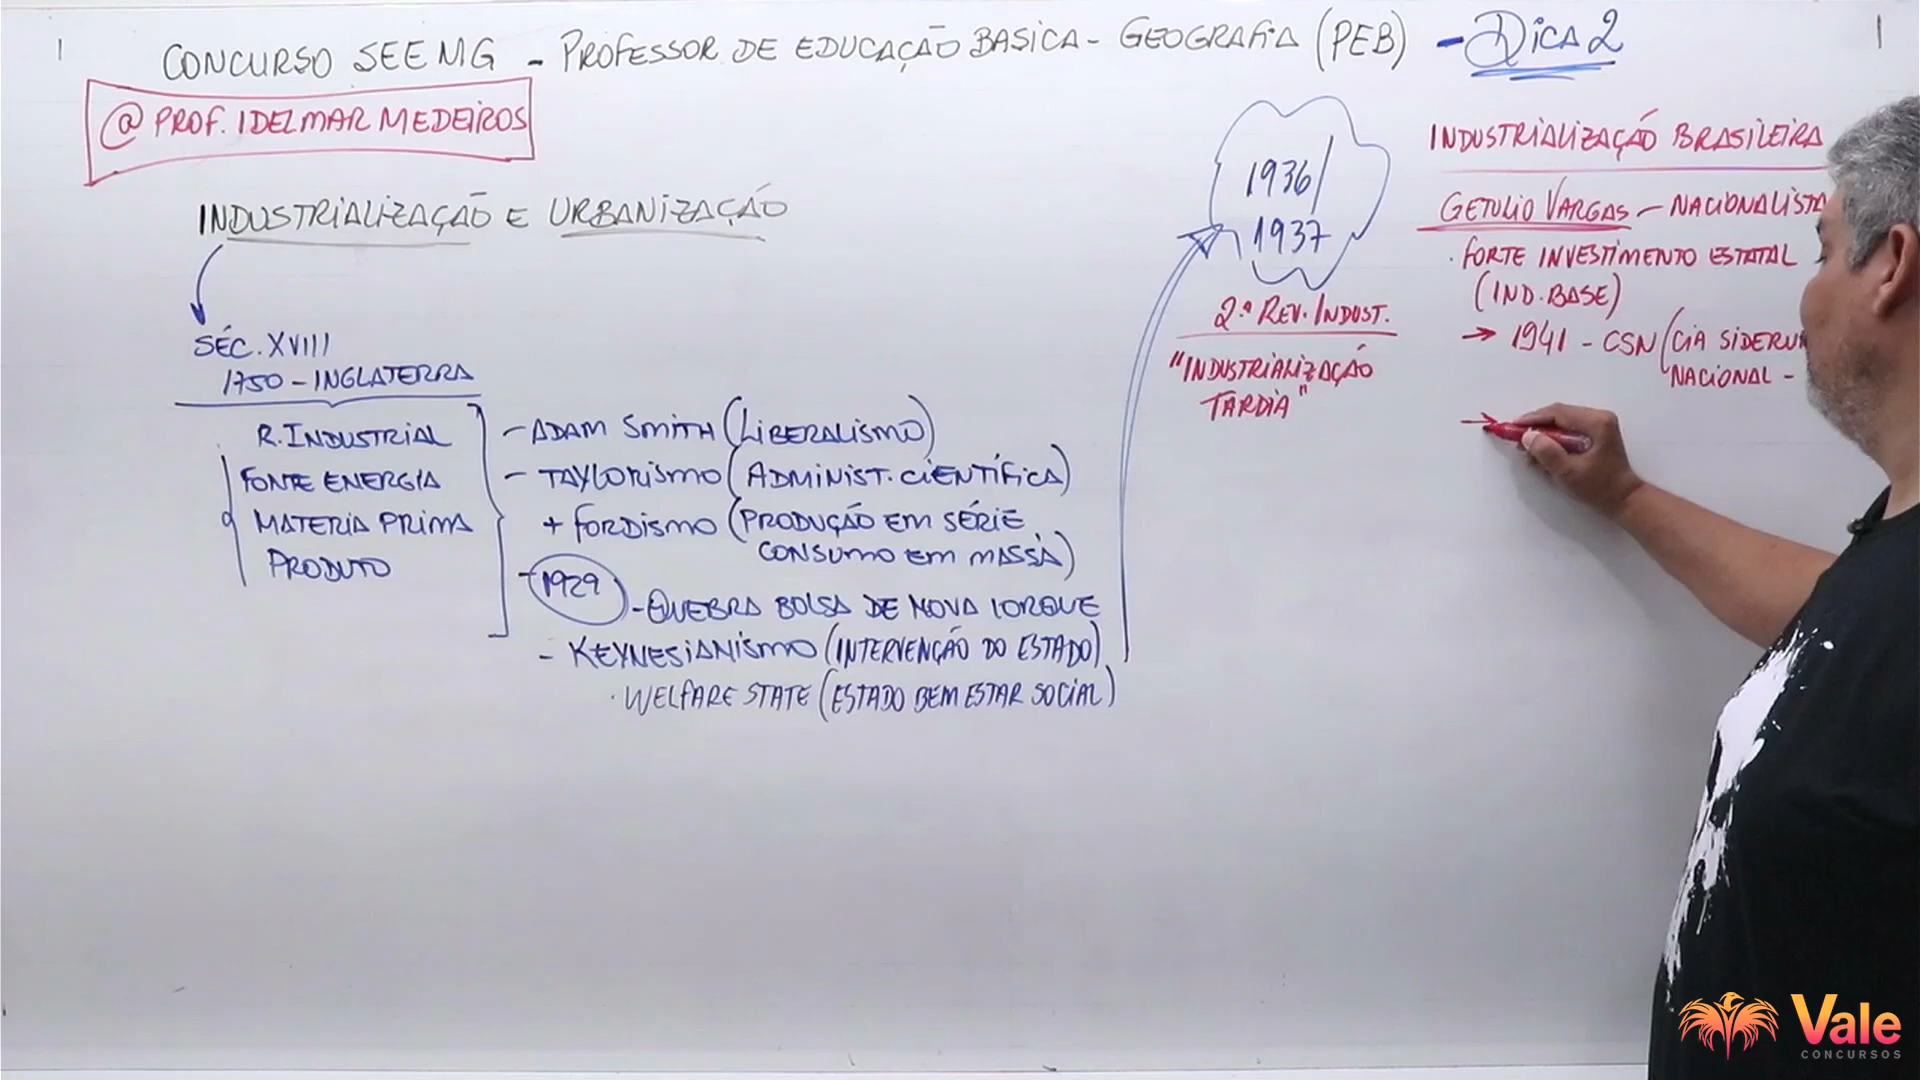 CONCURSO SEEMG - PROFESSOR DE EDUCAÇÃO BASICA - GEOGRAFIA (PEB) - DICA 2
@PROF. IDELMAR MEDEIROS
INDUSTRIALIZAÇÃO E URBANIZAÇÃO
SÉC. XVIII
1750 - INGLATERRA
R. INDUSTRIAL
FONTE ENERGIA
MATERIA PRIMA
PRODUTO
- ADAM SMITH (LIBERALISMO)
- TAYLORISMO (ADMINIST. CIENTÍFICA)
+ FORDISMO (PRODUÇÃO EM SÉRIE,
CONSUMO EM MASSA)
- 1929 - QUEBRA BOLSA DE NOVA IORQUE
- KEYNESIANISMO (INTERVENÇÃO DO ESTADO)
. WELFARE STATE (ESTADO BEM ESTAR SOCIAL)
1936/
1937
2ª REV. INDUST.
"INDUSTRIALIZAÇÃO
TARDIA"
INDUSTRIALIZAÇÃO BRASILEIRA
GETULIO VARGAS - NACIONALISTA
. FORTE INVESTIMENTO ESTATAL
(IND. BASE)
→ 1941 - CSN (CIA
NACIONAL -
→
Vale
CONCURSOS